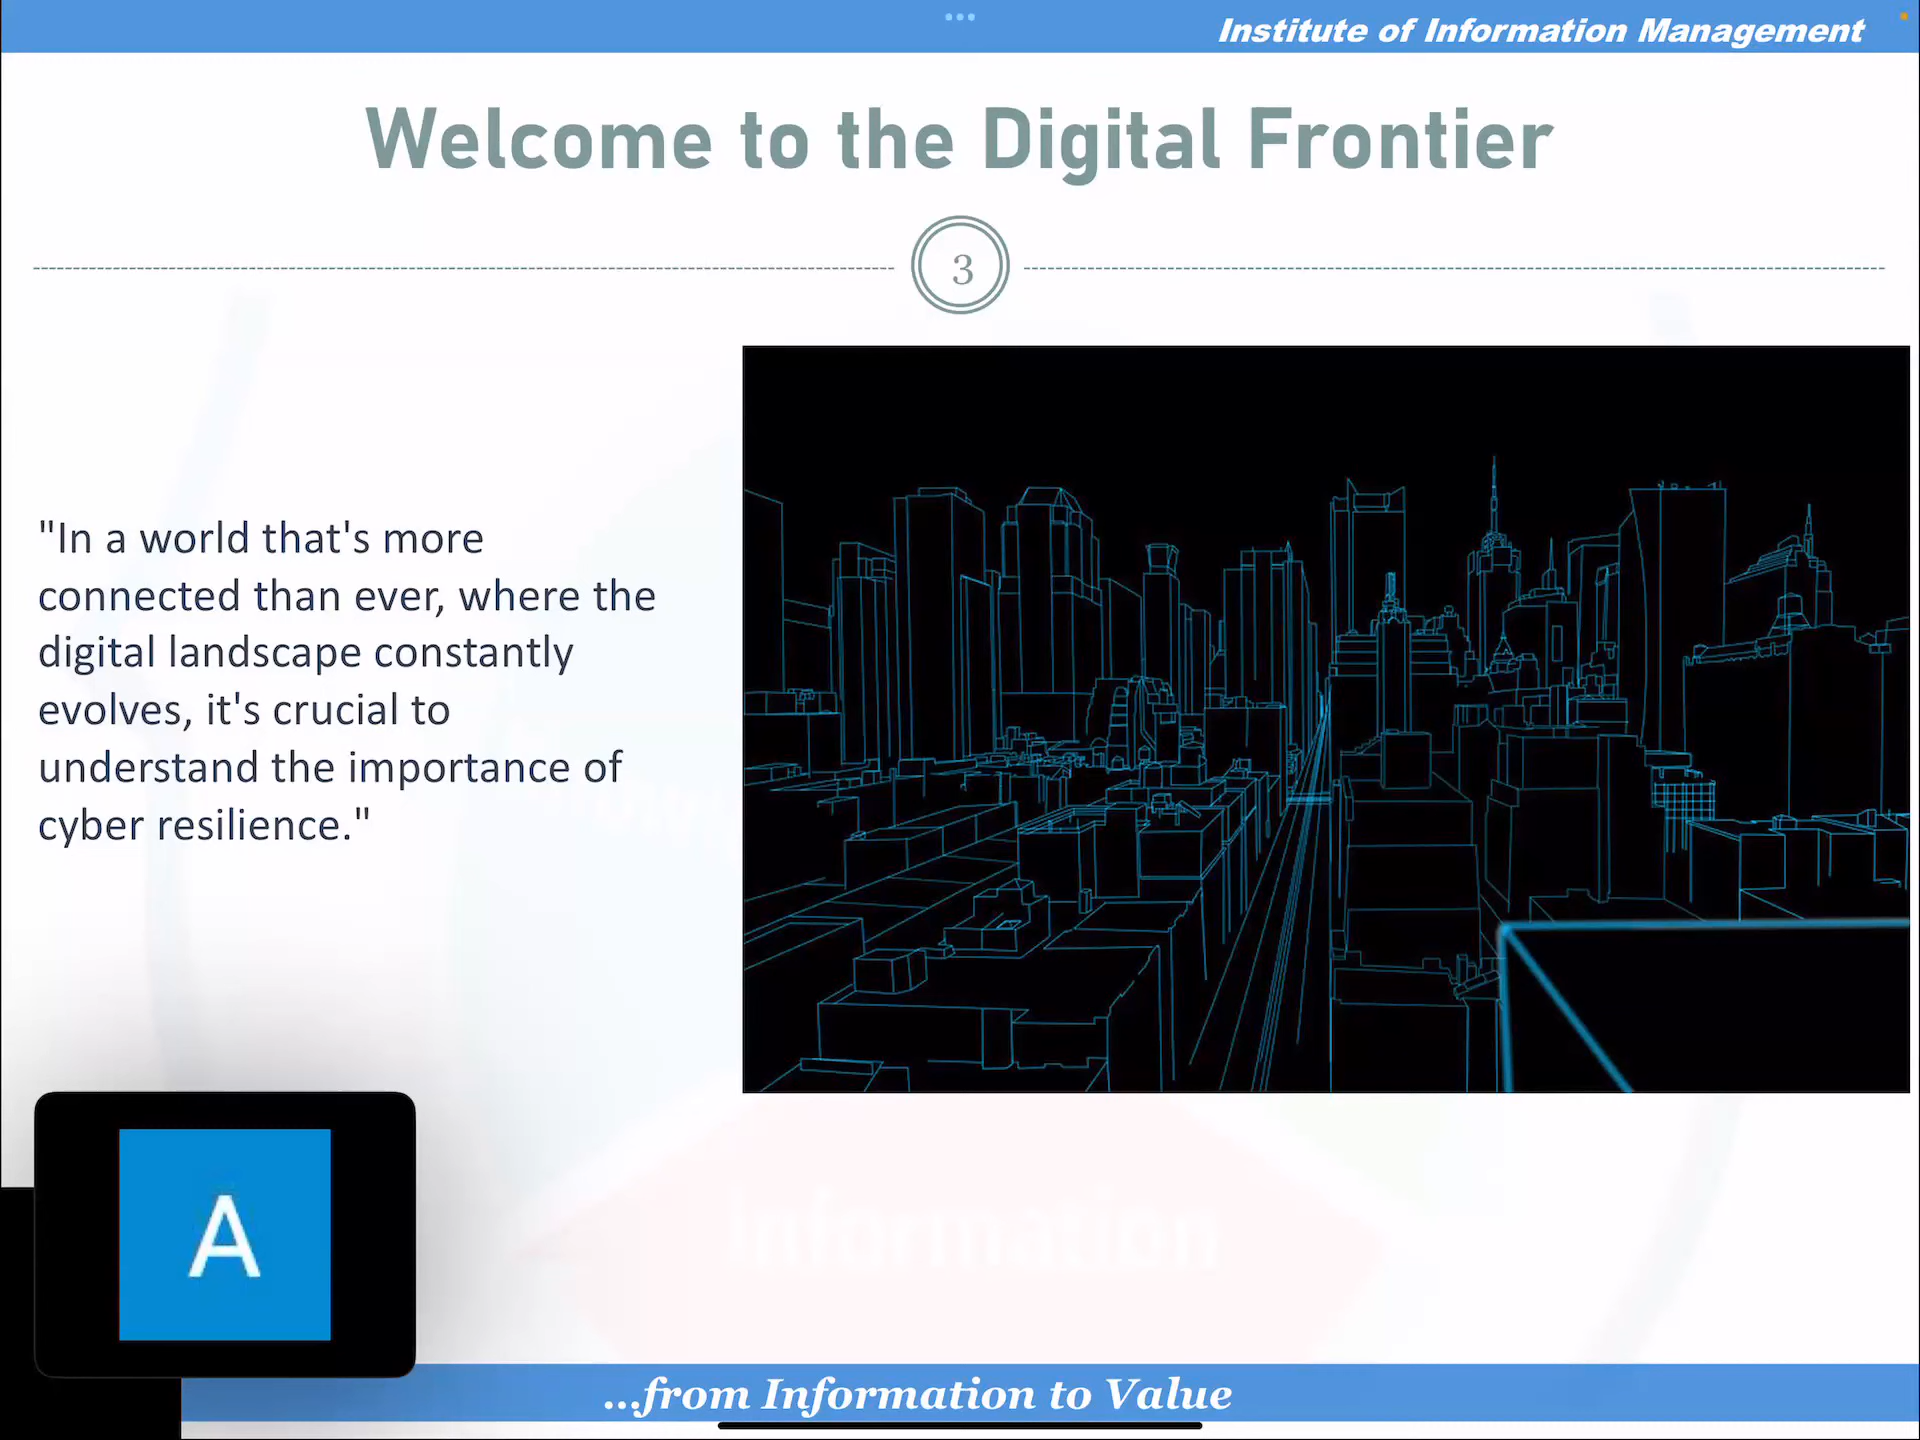 Institute of Information Management
Welcome to the Digital Frontier
3
"In a world that's more
connected than ever, where the
digital landscape constantly
evolves, it's crucial to
understand the importance of
cyber resilience."
Information
A
...from Information to Value